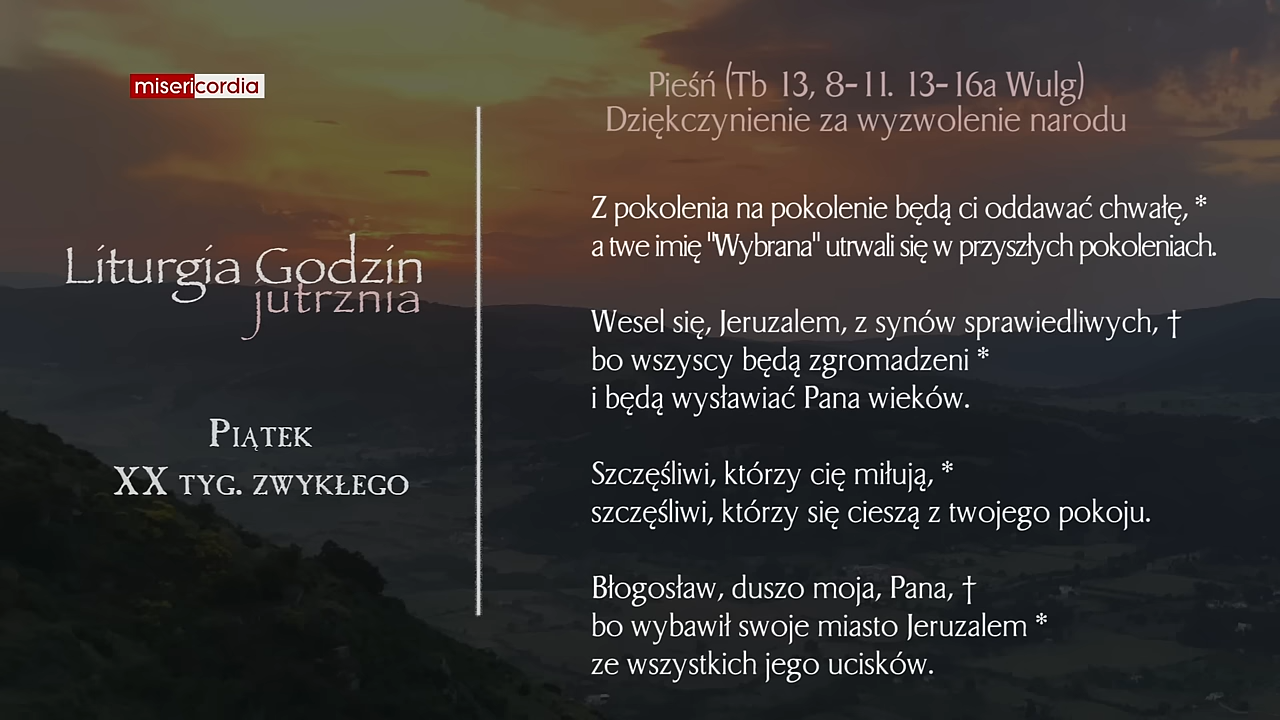 misericordia
Liturgia Godzin
jutrznia
Piątek
XX tyg. zwykłego
Pieśń (Tb 13, 8-11. 13-16a Wulg)
Dziękczynienie za wyzwolenie narodu
Z pokolenia na pokolenie będą ci oddawać chwałę, *
a twe imię "Wybrana" utrwali się w przyszłych pokoleniach.
Wesel się, Jeruzalem, z synów sprawiedliwych, †
bo wszyscy będą zgromadzeni *
i będą wysławiać Pana wieków.
Szczęśliwi, którzy cię miłują, *
szczęśliwi, którzy się cieszą z twojego pokoju.
Błogosław, duszo moja, Pana, †
bo wybawił swoje miasto Jeruzalem *
ze wszystkich jego ucisków.